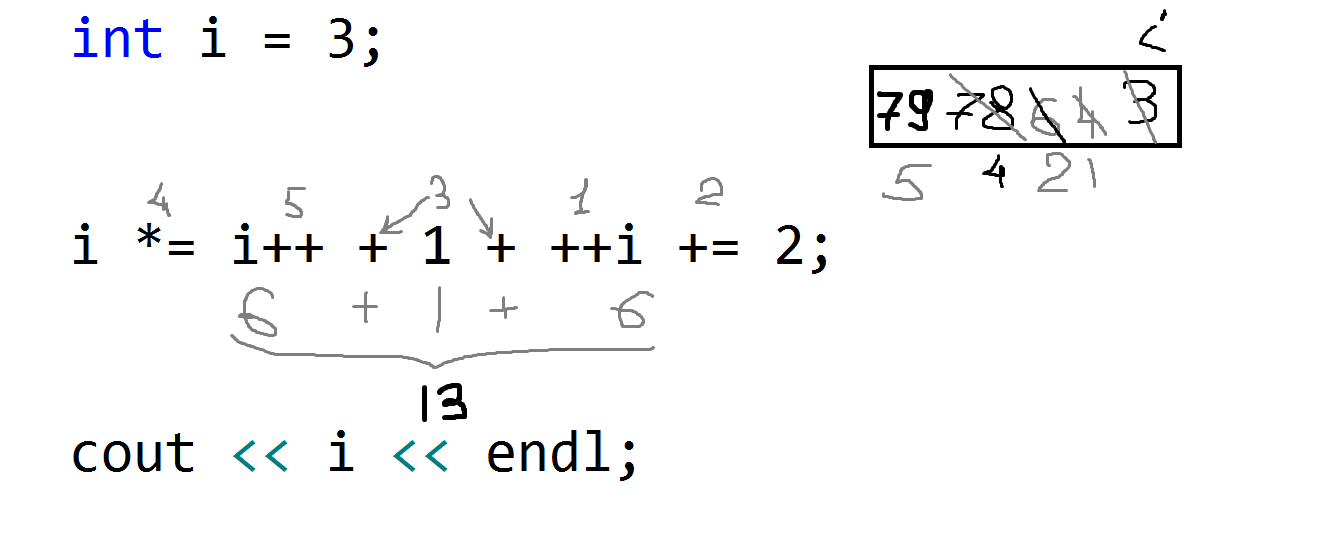 int i = 3;
i
79 78 6 4 3
5 4 2 1
4 5 3 1 2
i *= i++ + 1 + ++i += 2;
6 + 1 + 6
13
cout << i << endl;